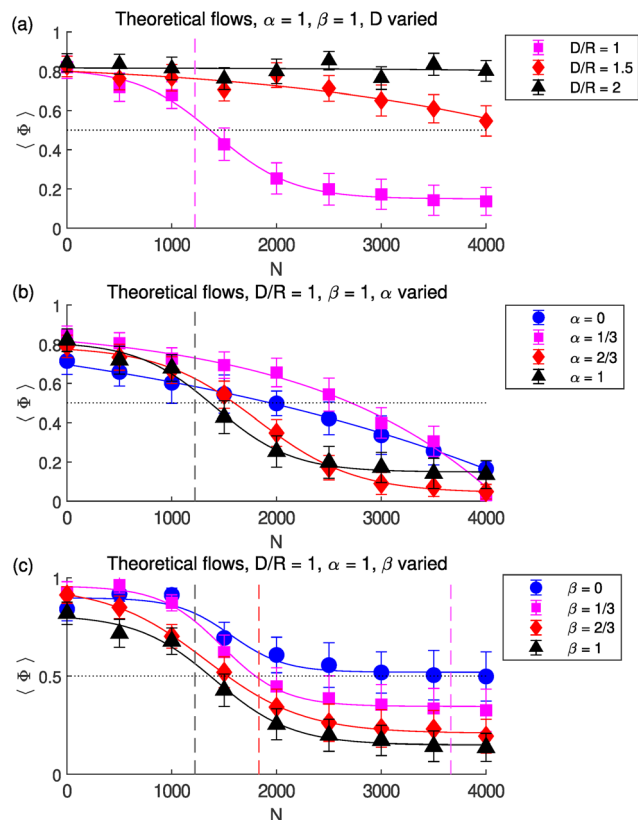 (a) Theoretical flows, α = 1, β = 1, D varied
1
0.8
0.6
0.4
0.2
0
⟨ Φ ⟩
0 1000 2000 3000 4000
N
D/R = 1
D/R = 1.5
D/R = 2
(b) Theoretical flows, D/R = 1, β = 1, α varied
1
0.8
0.6
0.4
0.2
0
⟨ Φ ⟩
0 1000 2000 3000 4000
N
α = 0
α = 1/3
α = 2/3
α = 1
(c) Theoretical flows, D/R = 1, α = 1, β varied
1
0.5
0
⟨ Φ ⟩
0 1000 2000 3000 4000
N
β = 0
β = 1/3
β = 2/3
β = 1